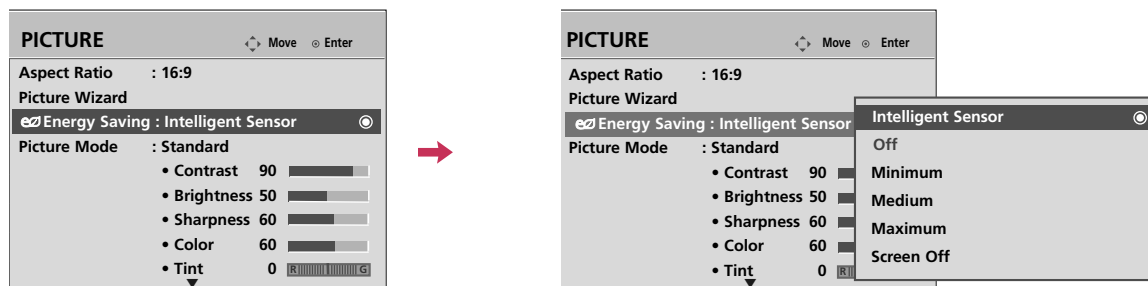 PICTURE
Move Enter
Aspect Ratio : 16:9
Picture Wizard
Energy Saving : Intelligent Sensor
Picture Mode : Standard
• Contrast 90
• Brightness 50
• Sharpness 60
• Color 60
• Tint 0 R G
PICTURE
Move Enter
Aspect Ratio : 16:9
Picture Wizard
Energy Saving : Intelligent Sensor
Picture Mode : Standard
• Contrast 90
• Brightness 50
• Sharpness 60
• Color 60
• Tint 0 R
Intelligent Sensor
Off
Minimum
Medium
Maximum
Screen Off